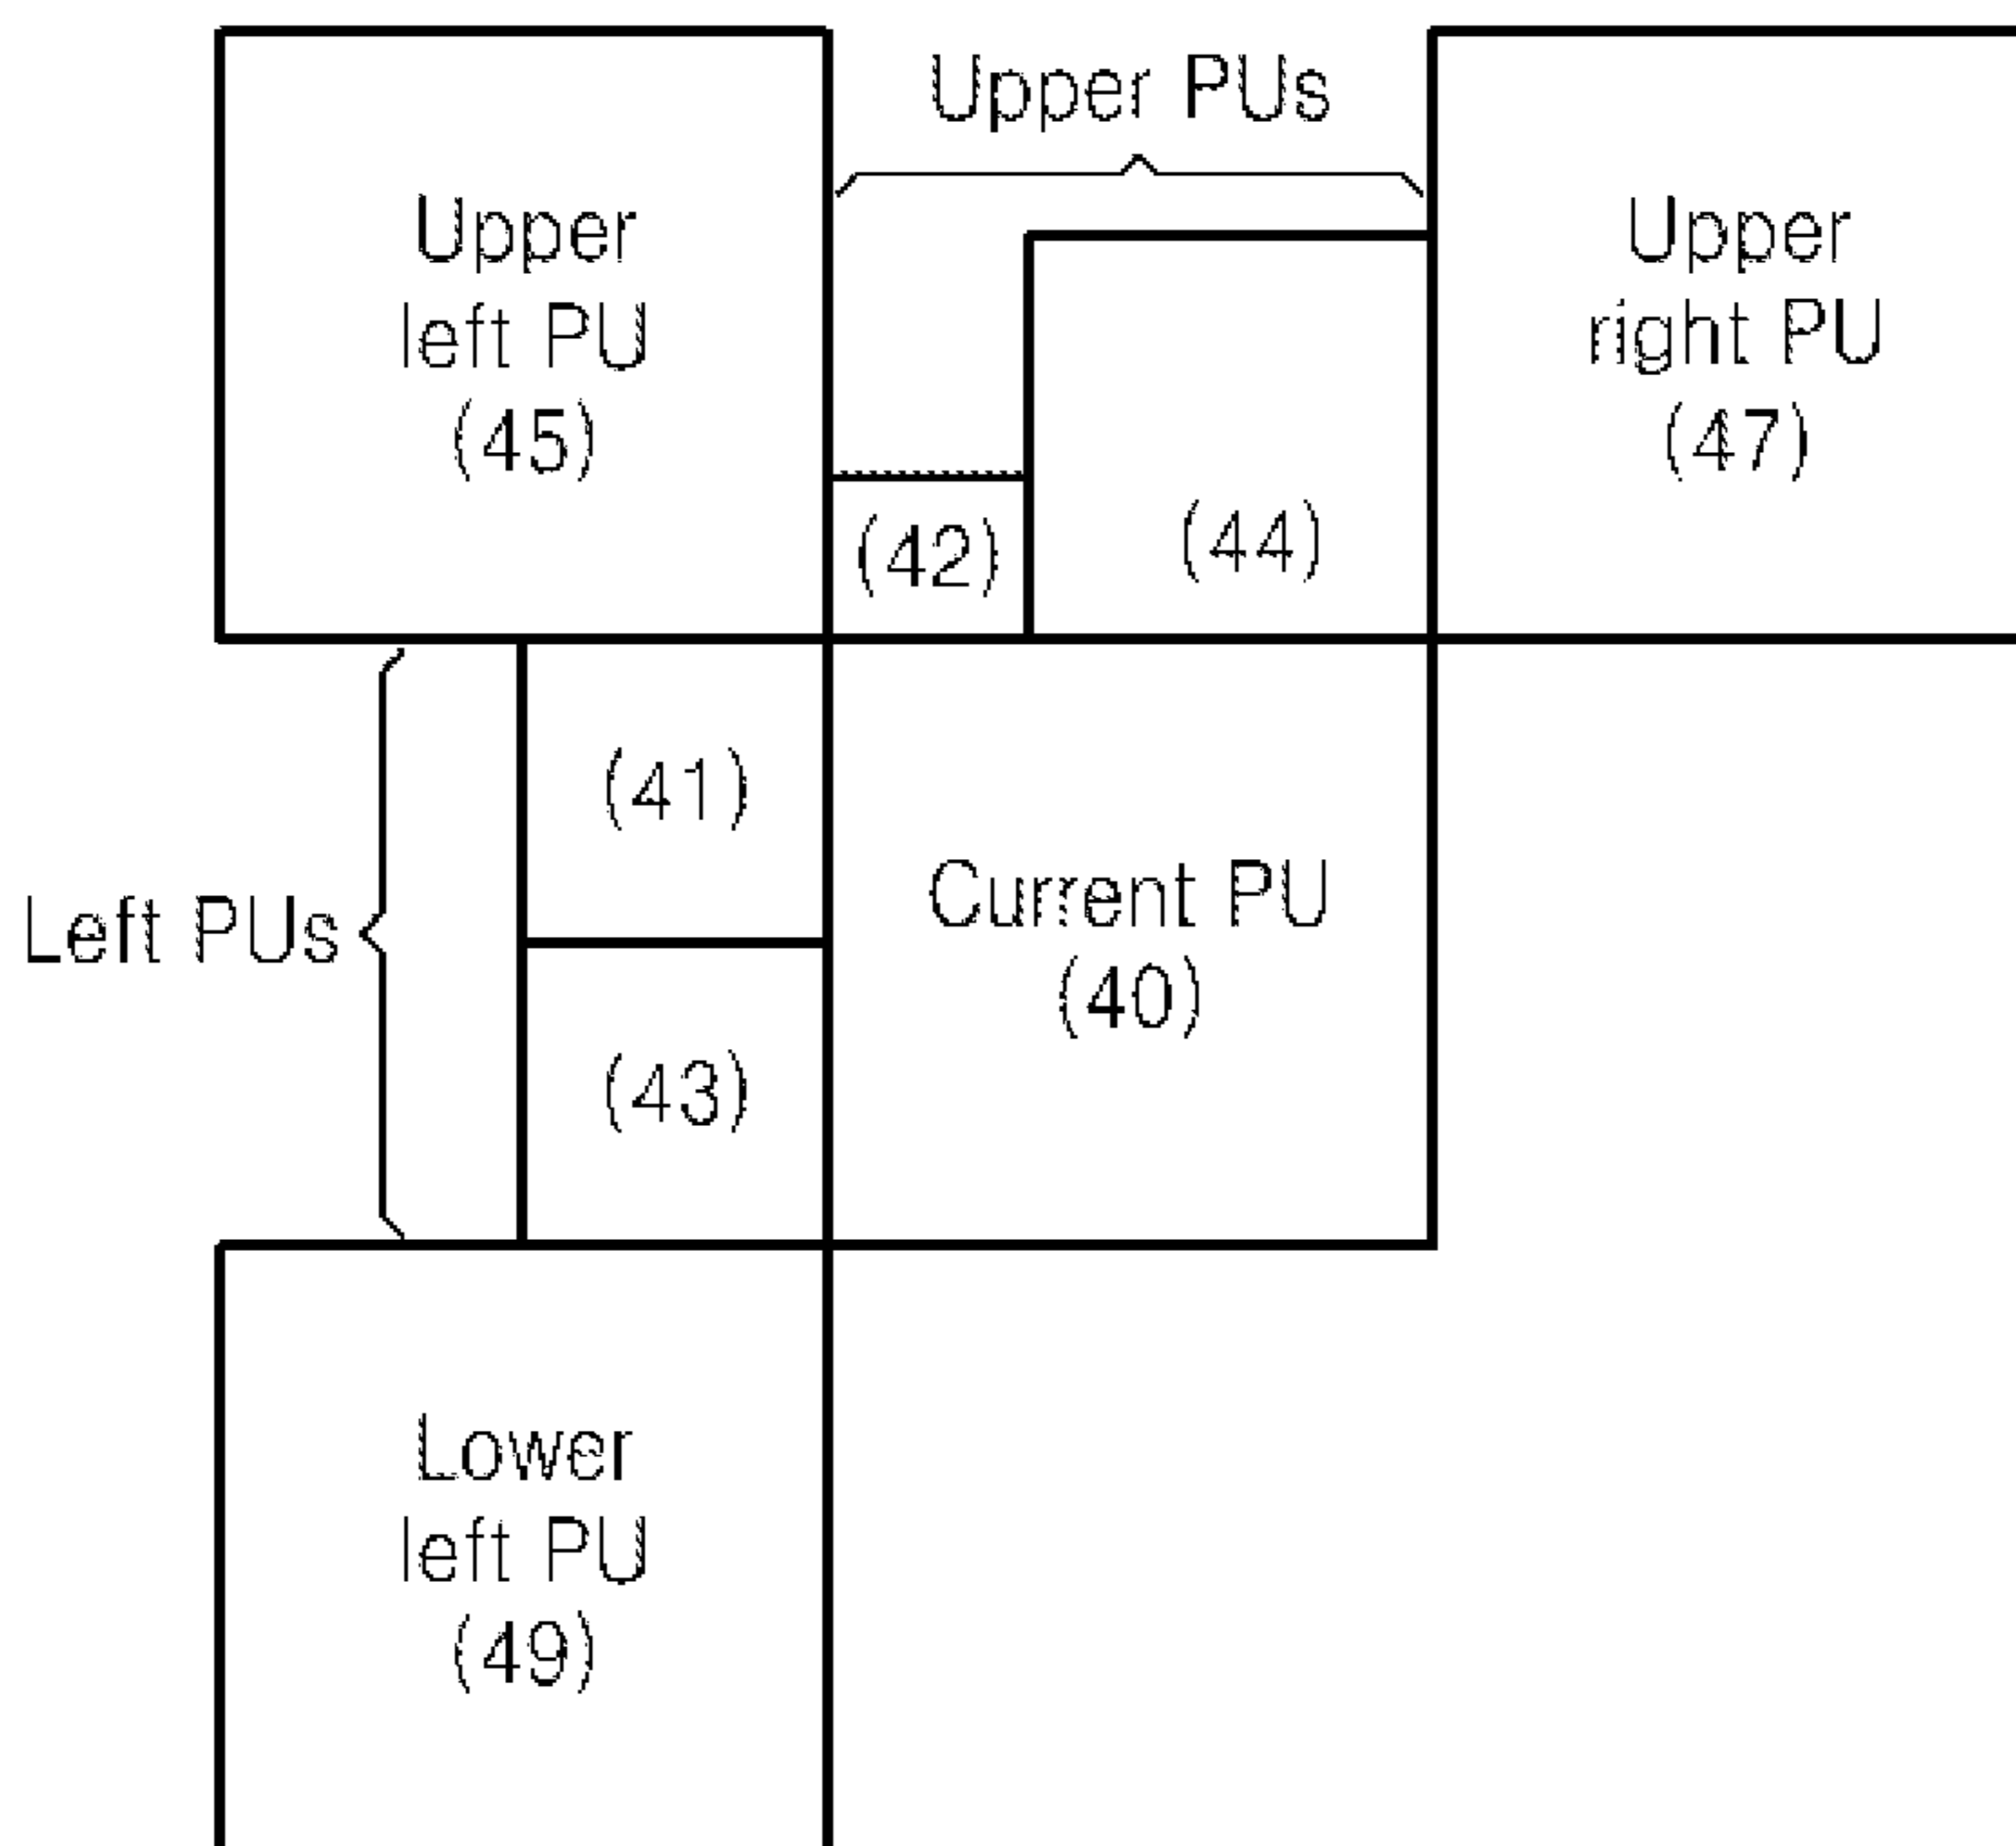 Upper PUs
Upper
left PU
(45)
Upper
right PU
(47)
(42)
(44)
(41)
Left PUs
Current PU
(40)
(43)
Lower
left PU
(49)